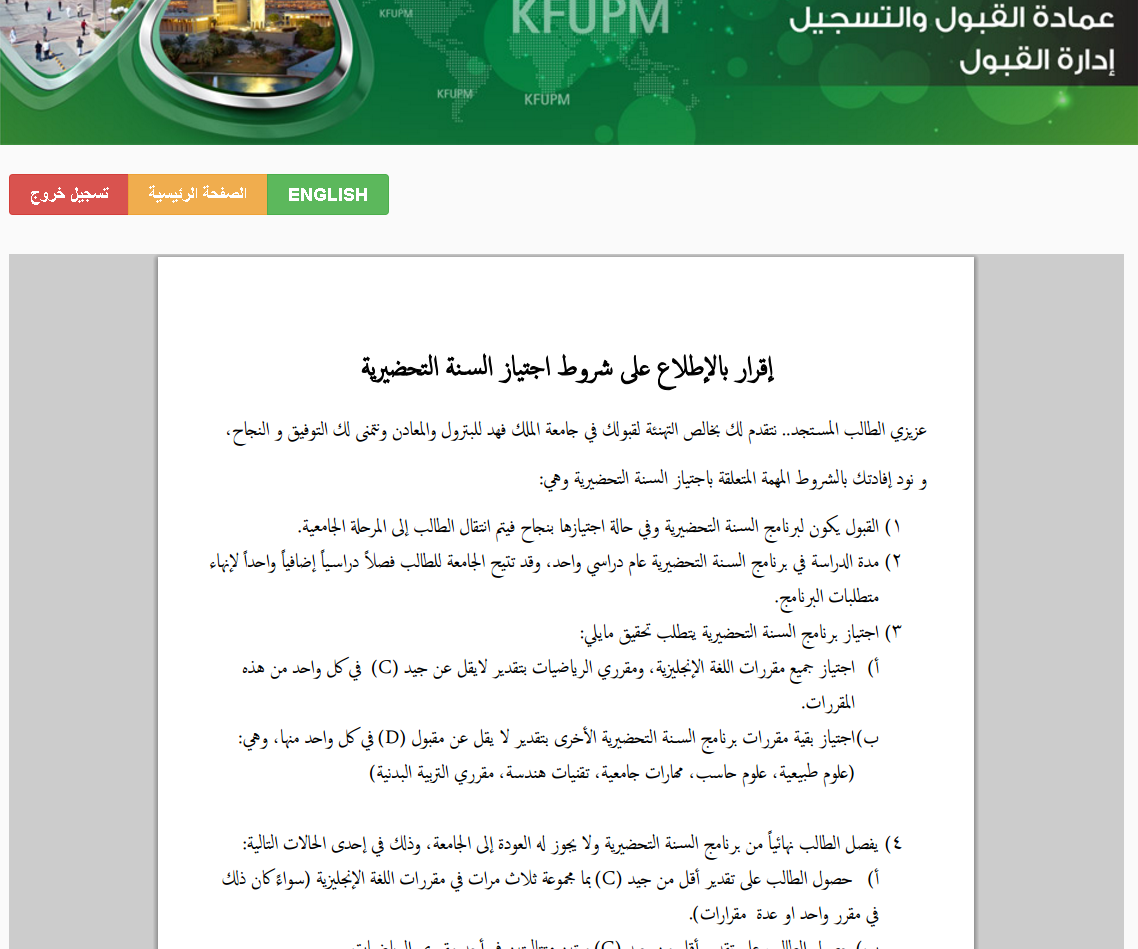 KFUPM
KFUPM
عمادة القبول والتسجيل
إدارة القبول
KFUPM
KFUPM
تسجيل خروج
الصفحة الرئيسية
ENGLISH
إقرار بالإطلاع على شروط اجتياز السنة التحضيرية
عزيزي الطالب المستجد.. نتقدم لك بخالص التهنئة لقبولك في جامعة الملك فهد للبترول والمعادن ونتمنى لك التوفيق و النجاح،
و نود إفادتك بالشروط المهمة المتعلقة باجتياز السنة التحضيرية وهي:
١) القبول يكون لبرنامج السنة التحضيرية وفي حالة اجتيازها بنجاح فيتم انتقال الطالب إلى المرحلة الجامعية.
٢) مدة الدراسة في برنامج السنة التحضيرية عام دراسي واحد، وقد تتيح الجامعة للطالب فصلاً دراسياً إضافياً واحداً لإنهاء
متطلبات البرنامج.
٣) اجتياز برنامج السنة التحضيرية يتطلب تحقيق مايلي:
أ) اجتياز جميع مقررات اللغة الإنجليزية، ومقرري الرياضيات بتقدير لايقل عن جيد (C) في كل واحد من هذه
المقررات.
ب) اجتياز بقية مقررات برنامج السنة التحضيرية الأخرى بتقدير لا يقل عن مقبول (D) في كل واحد منها، وهي:
(علوم طبيعية، علوم حاسب، مهارات جامعية، تقنيات هندسة، مقرري التربية البدنية)
٤) يفصل الطالب نهائياً من برنامج السنة التحضيرية ولا يجوز له العودة إلى الجامعة، وذلك في إحدى الحالات التالية:
أ) حصول الطالب على تقدير أقل من جيد (C) بما مجموعة ثلاث مرات في مقررات اللغة الإنجليزية (سواء كان ذلك
في مقرر واحد او عدة مقرارات).